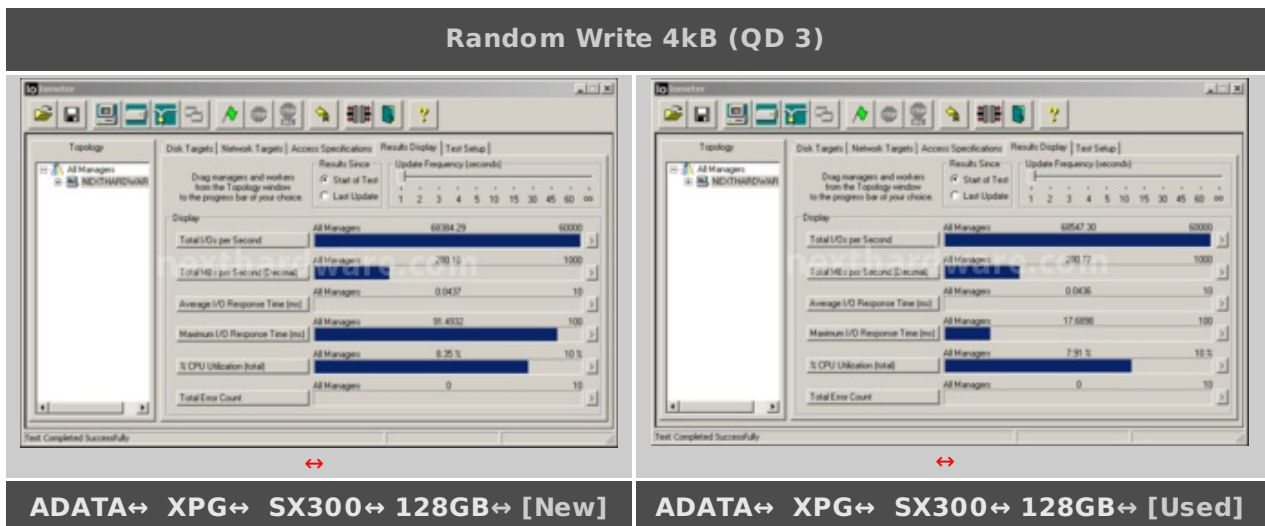 Random Write 4kB (QD 3)
Iometer
Topology
All Managers
NEXTHARDWAR
Disk Targets | Network Targets | Access Specifications | Results Display | Test Setup
Drag managers and workers
from the Topology window
to the progress bar of your choice.
Results Since
Start of Test
Last Update
Update Frequency (seconds)
1 2 3 4 5 10 15 30 45 60 ∞
Display
All Managers 68384.29 60000
Total I/Os per Second
All Managers 280.10 1000
Total MBs per Second (Decimal)
All Managers 0.0437 10
Average I/O Response Time (ms)
All Managers 91.4932 100
Maximum I/O Response Time (ms)
All Managers 8.35 % 10 %
% CPU Utilization (total)
All Managers 0 10
Total Error Count
Test Completed Successfully
nexthardware.com
↔
ADATA↔ XPG↔ SX300↔ 128GB↔ [New]
Iometer
Topology
All Managers
NEXTHARDWAR
Disk Targets | Network Targets | Access Specifications | Results Display | Test Setup
Drag managers and workers
from the Topology window
to the progress bar of your choice.
Results Since
Start of Test
Last Update
Update Frequency (seconds)
1 2 3 4 5 10 15 30 45 60 ∞
Display
All Managers 68547.30 60000
Total I/Os per Second
All Managers 280.77 1000
Total MBs per Second (Decimal)
All Managers 0.0436 10
Average I/O Response Time (ms)
All Managers 17.6898 100
Maximum I/O Response Time (ms)
All Managers 7.91 % 10 %
% CPU Utilization (total)
All Managers 0 10
Total Error Count
Test Completed Successfully
nexthardware.com
↔
ADATA↔ XPG↔ SX300↔ 128GB↔ [Used]